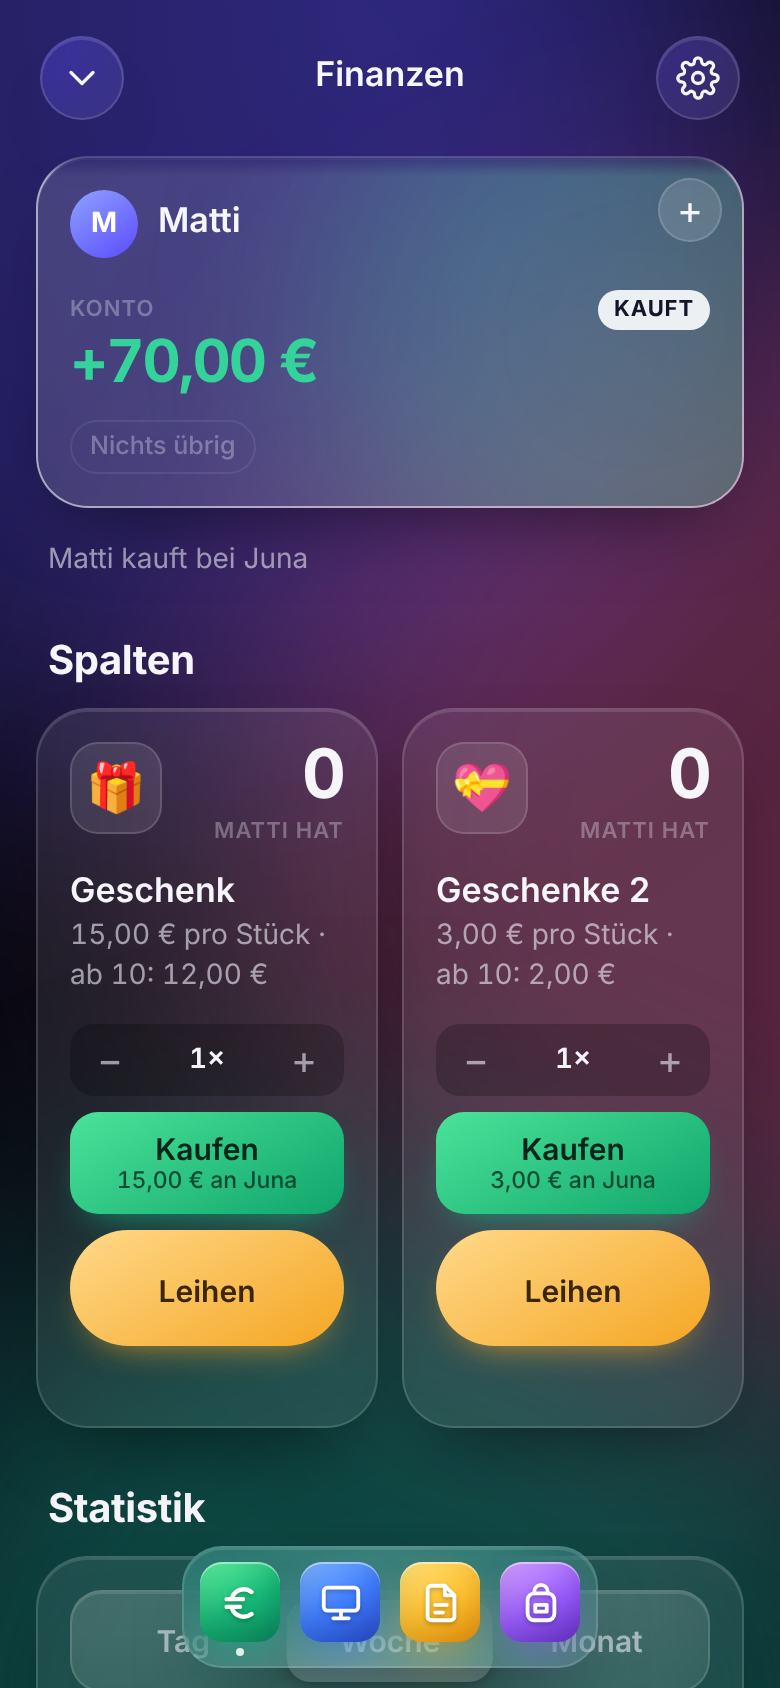 Finanzen
M Matti
+
KONTO
KAUFT
+70,00 €
Nichts übrig
Matti kauft bei Juna
Spalten
0
MATTI HAT
Geschenk
15,00 € pro Stück ·
ab 10: 12,00 €
− 1× +
Kaufen
15,00 € an Juna
Leihen
0
MATTI HAT
Geschenke 2
3,00 € pro Stück ·
ab 10: 2,00 €
− 1× +
Kaufen
3,00 € an Juna
Leihen
Statistik
€
Tag Woche Monat